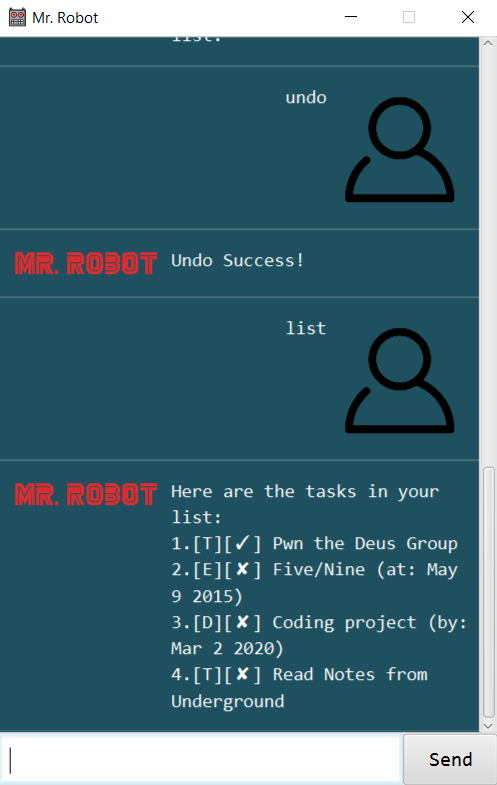 Mr. Robot
list:
undo
MR. ROBOT
Undo Success!
list
MR. ROBOT
Here are the tasks in your
list:
1.[T][✓] Pwn the Deus Group
2.[E][✘] Five/Nine (at: May
9 2015)
3.[D][✘] Coding project (by:
Mar 2 2020)
4.[T][✘] Read Notes from
Underground
Send